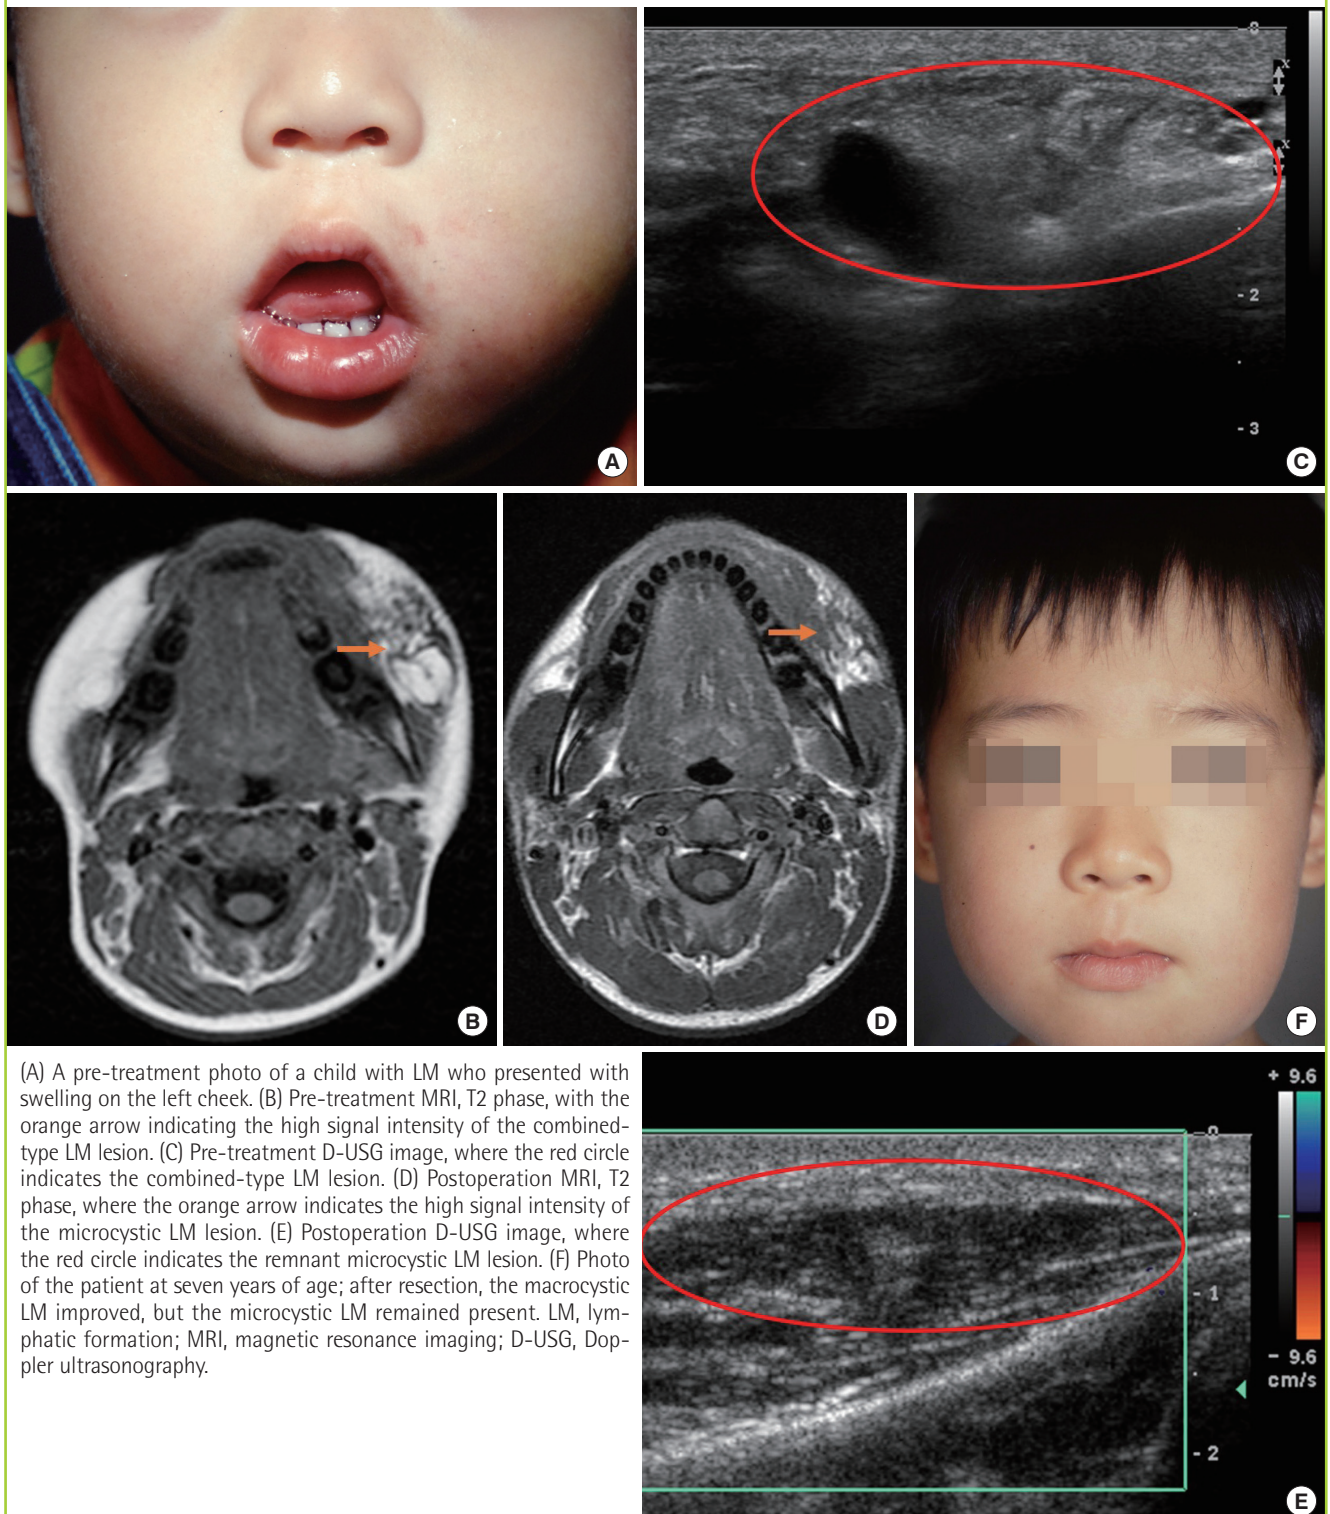 A
- 0
x
x
- 2
- 3
C
B
D
F
(A) A pre-treatment photo of a child with LM who presented with
swelling on the left cheek. (B) Pre-treatment MRI, T2 phase, with the
orange arrow indicating the high signal intensity of the combined-
type LM lesion. (C) Pre-treatment D-USG image, where the red circle
indicates the combined-type LM lesion. (D) Postoperation MRI, T2
phase, where the orange arrow indicates the high signal intensity of
the microcystic LM lesion. (E) Postoperation D-USG image, where
the red circle indicates the remnant microcystic LM lesion. (F) Photo
of the patient at seven years of age; after resection, the macrocystic
LM improved, but the microcystic LM remained present. LM, lym-
phatic formation; MRI, magnetic resonance imaging; D-USG, Dop-
pler ultrasonography.
+ 9.6
- 0
- 1
- 9.6
cm/s
- 2
E